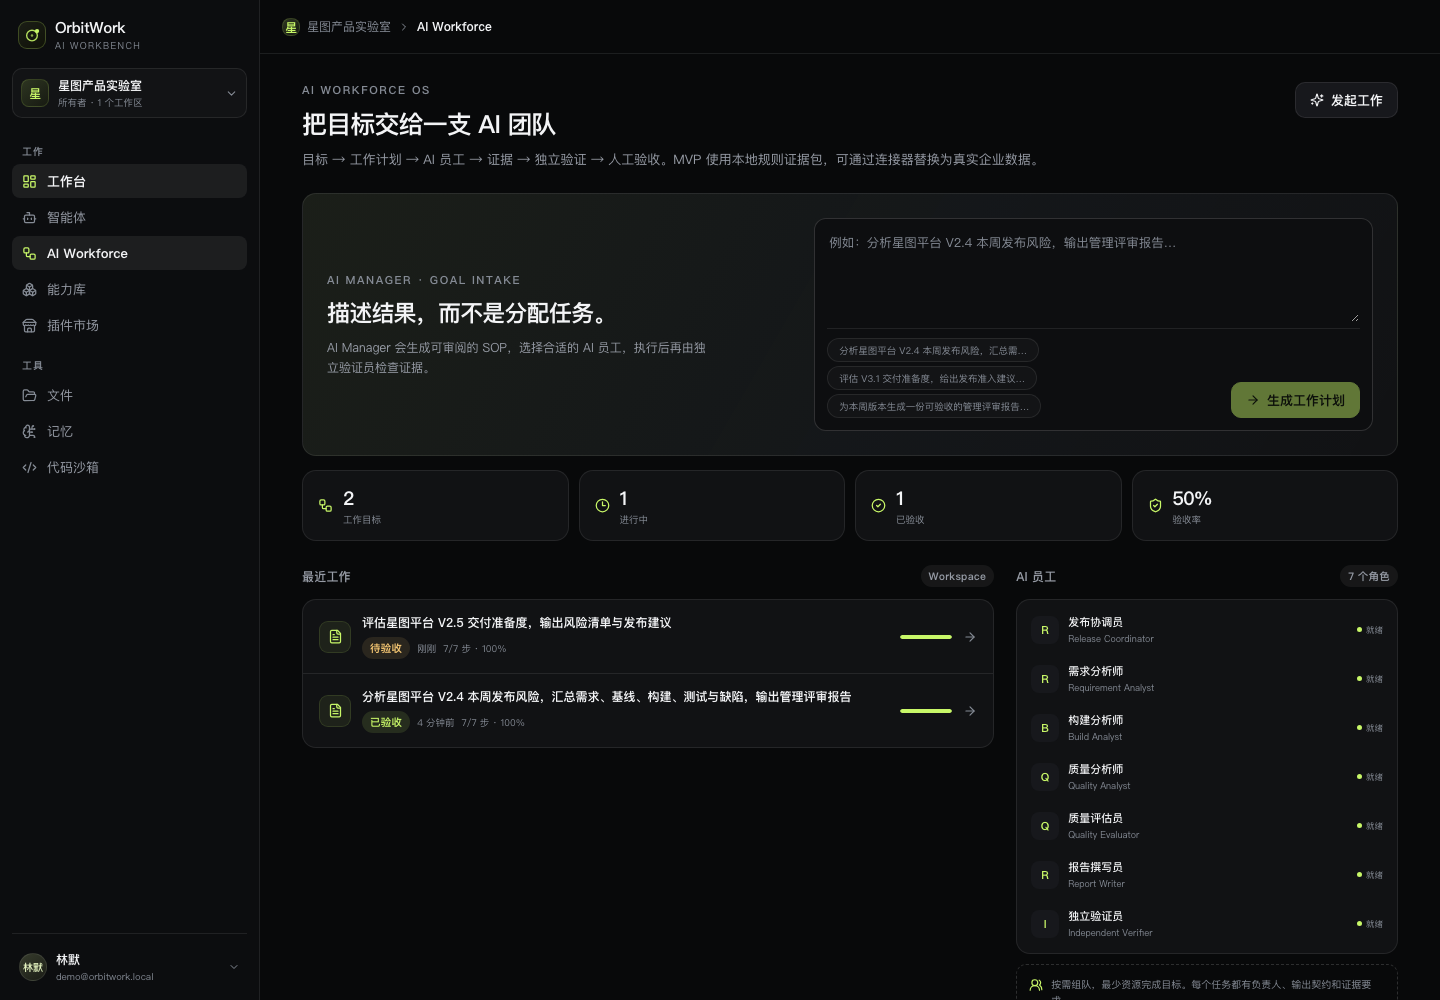 OrbitWork
AI WORKBENCH
星
星图产品实验室
所有者 · 1 个工作区
工作
工作台
智能体
AI Workforce
能力库
插件市场
工具
文件
记忆
代码沙箱
林默
林默
demo@orbitwork.local
星
星图产品实验室
AI Workforce
AI WORKFORCE OS
把目标交给一支 AI 团队
目标 → 工作计划 → AI 员工 → 证据 → 独立验证 → 人工验收。MVP 使用本地规则证据包，可通过连接器替换为真实企业数据。
发起工作
AI MANAGER · GOAL INTAKE
描述结果，而不是分配任务。
AI Manager 会生成可审阅的 SOP，选择合适的 AI 员工，执行后再由独
立验证员检查证据。
例如：分析星图平台 V2.4 本周发布风险，输出管理评审报告...
分析星图平台 V2.4 本周发布风险，汇总需...
评估 V3.1 交付准备度，给出发布准入建议...
为本周版本生成一份可验收的管理评审报告...
生成工作计划
2
工作目标
1
进行中
1
已验收
50%
验收率
最近工作
Workspace
评估星图平台 V2.5 交付准备度，输出风险清单与发布建议
待验收 刚刚 7/7 步 · 100%
分析星图平台 V2.4 本周发布风险，汇总需求、基线、构建、测试与缺陷，输出管理评审报告
已验收 4 分钟前 7/7 步 · 100%
AI 员工
7 个角色
R
发布协调员
Release Coordinator
就绪
R
需求分析师
Requirement Analyst
就绪
B
构建分析师
Build Analyst
就绪
Q
质量分析师
Quality Analyst
就绪
Q
质量评估员
Quality Evaluator
就绪
R
报告撰写员
Report Writer
就绪
I
独立验证员
Independent Verifier
就绪
按需组队，最少资源完成目标。每个任务都有负责人、输出契约和证据要